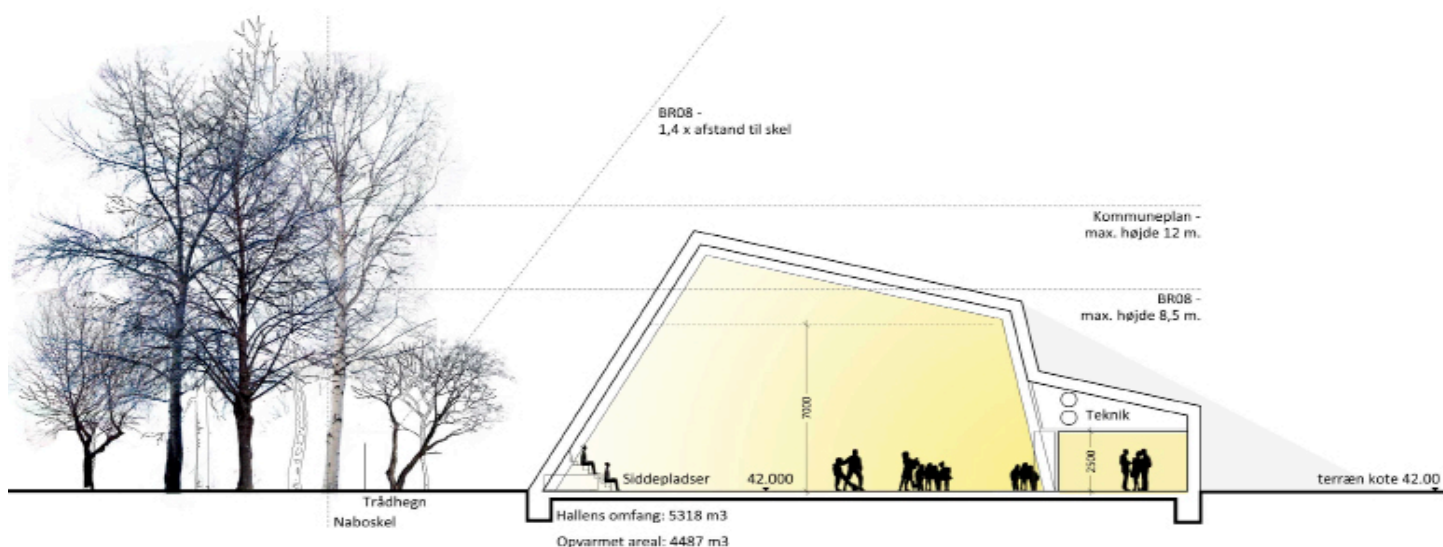 BR08 -
1,4 x afstand til skel
Kommuneplan -
max. højde 12 m.
BR08 -
max. højde 8,5 m.
7000
Teknik
2500
Siddepladser
42.000
terræn kote 42.00
Trådhegn
Naboskel
Hallens omfang: 5318 m3
Opvarmet areal: 4487 m3